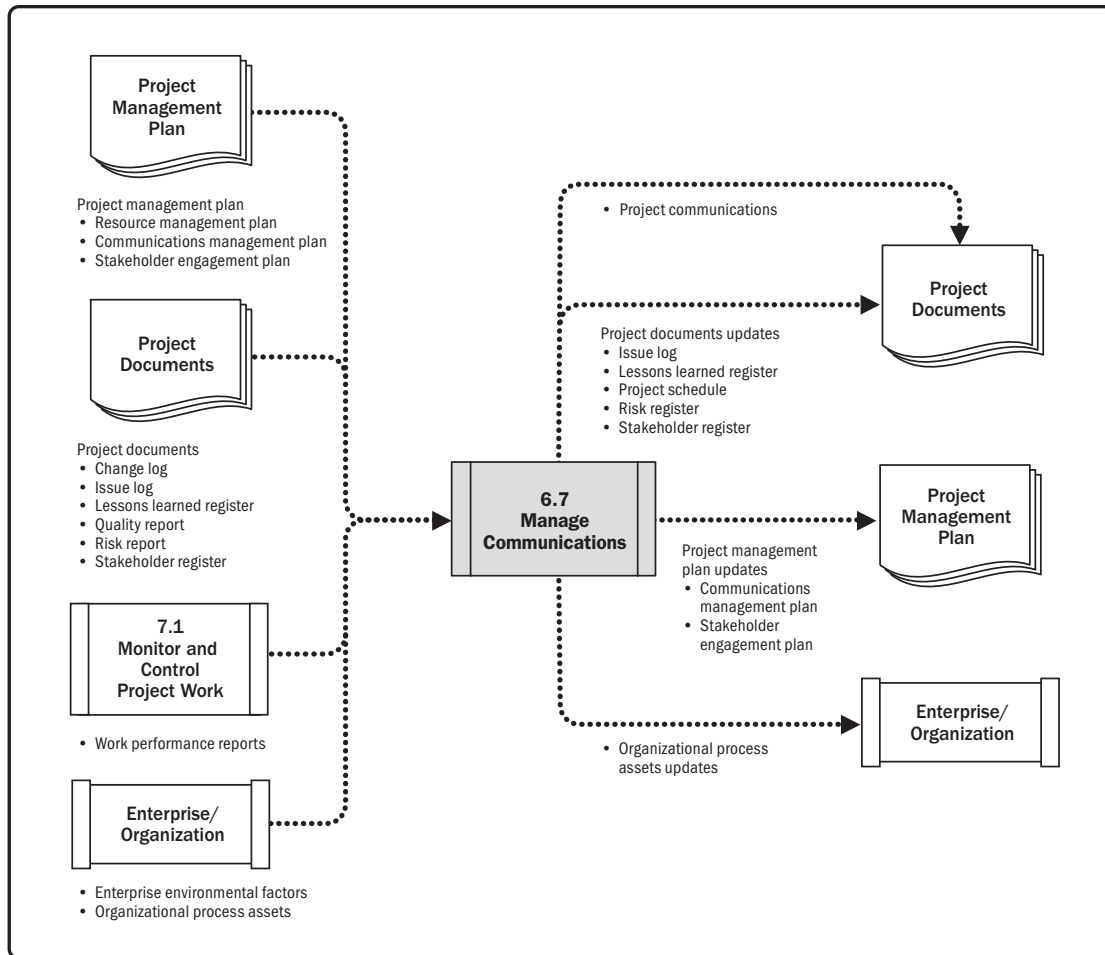 Project
Management
Plan
Project management plan
• Resource management plan
• Communications management plan
• Stakeholder engagement plan
Project
Documents
Project documents
• Change log
• Issue log
• Lessons learned register
• Quality report
• Risk report
• Stakeholder register
7.1
Monitor and
Control
Project Work
• Work performance reports
Enterprise/
Organization
• Enterprise environmental factors
• Organizational process assets
6.7
Manage
Communications
• Project communications
Project
Documents
Project documents updates
• Issue log
• Lessons learned register
• Project schedule
• Risk register
• Stakeholder register
Project
Management
Plan
Project management
plan updates
• Communications
management plan
• Stakeholder
engagement plan
Enterprise/
Organization
• Organizational process
assets updates